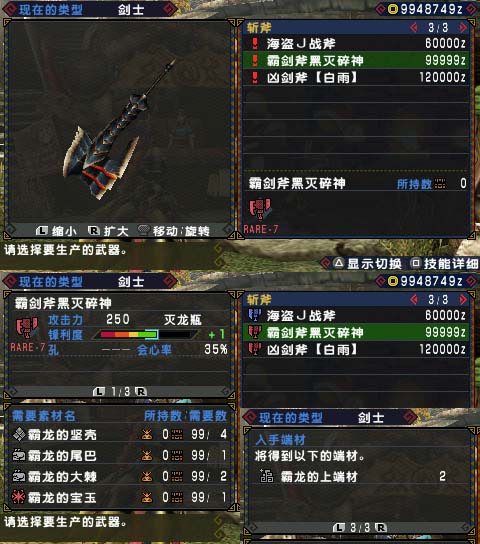 现在的类型 剑士
9948749z
斩斧 3/3
海盗J战斧 60000z
霸剑斧黑灭碎神 99999z
凶剑斧【白雨】 120000z
霸剑斧黑灭碎神 所持数 0
RARE-7
L 缩小 R 扩大 移动/旋转
请选择要生产的武器。
△显示切换 □技能详细
现在的类型 剑士
9948749z
霸剑斧黑灭碎神
攻击力 250 灭龙瓶
锋利度 +1
RARE-7 孔 --- 会心率 35%
L 1/3 R
斩斧 3/3
海盗J战斧 60000z
霸剑斧黑灭碎神 99999z
凶剑斧【白雨】 120000z
需要素材名 所持数/需要数
霸龙的坚壳 0 99/ 4
霸龙的尾巴 0 99/ 1
霸龙的大棘 0 99/ 2
霸龙的宝玉 0 99/ 1
请选择要生产的武器。
现在的类型 剑士
入手端材
将得到以下的端材。
霸龙的上端材 2
L 3/3 R